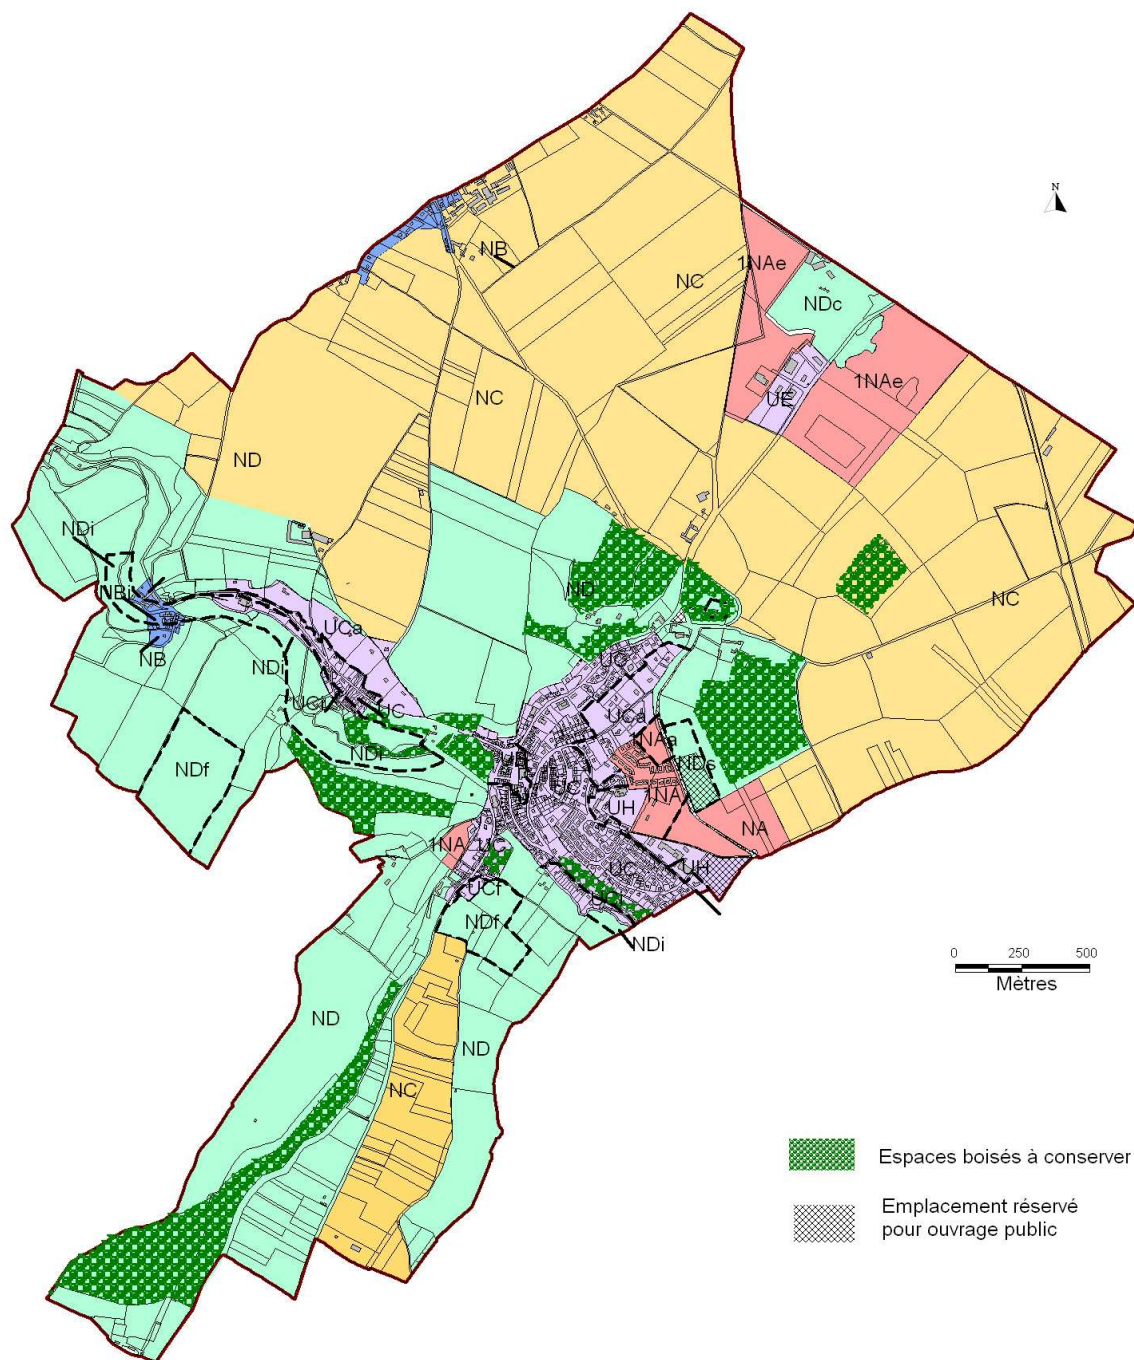 N
NB
1NAe
NC
NDc
1NAe
NC
UE
ND
NDi
ND
NBi
NC
UCa
NB
NDi
UC
UCa
UC
1NAa
NDi
NDs
NDf
UC
1NA
UH
NA
1NA
UC
UC
UH
UCf
NDf
NDi
0 250 500
Mètres
ND
ND
NC
Espaces boisés à conserver
Emplacement réservé
pour ouvrage public